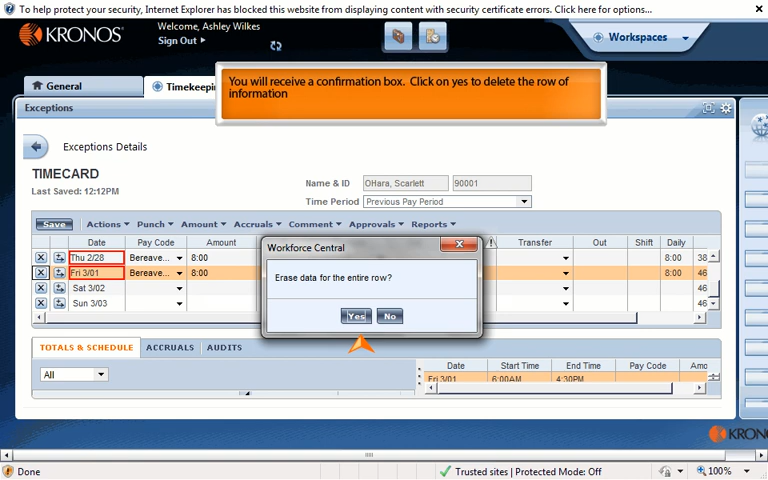 To help protect your security, Internet Explorer has blocked this website from displaying content with security certificate errors. Click here for options...
KRONOS®
Welcome, Ashley Wilkes
Sign Out
Workspaces
General
Timekeepin
You will receive a confirmation box. Click on yes to delete the row of
information
Exceptions
Exceptions Details
TIMECARD
Last Saved: 12:12PM
Name & ID OHara, Scarlett 90001
Time Period Previous Pay Period
Save Actions Punch Amount Accruals Comment Approvals Reports
Date Pay Code Amount Transfer Out Shift Daily
Thu 2/28 Bereave... 8:00 8:00 38
Fri 3/01 Bereave... 8:00 8:00 46
Sat 3/02 46
Sun 3/03 46
Workforce Central
Erase data for the entire row?
Yes No
TOTALS & SCHEDULE ACCRUALS AUDITS
All
Date Start Time End Time Pay Code Amo
Fri 3/01 6:00AM 4:30PM
KRON
Done
Trusted sites | Protected Mode: Off
100%